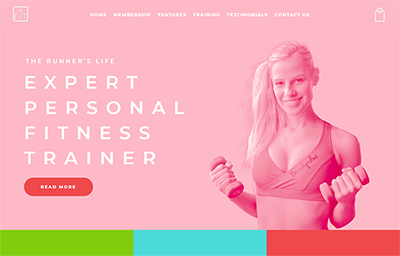 FIT
HOME MEMBERSHIP FEATURES TRAINING TESTIMONIALS CONTACT US
THE RUNNER'S LIFE
EXPERT
PERSONAL
FITNESS
TRAINER
READ MORE